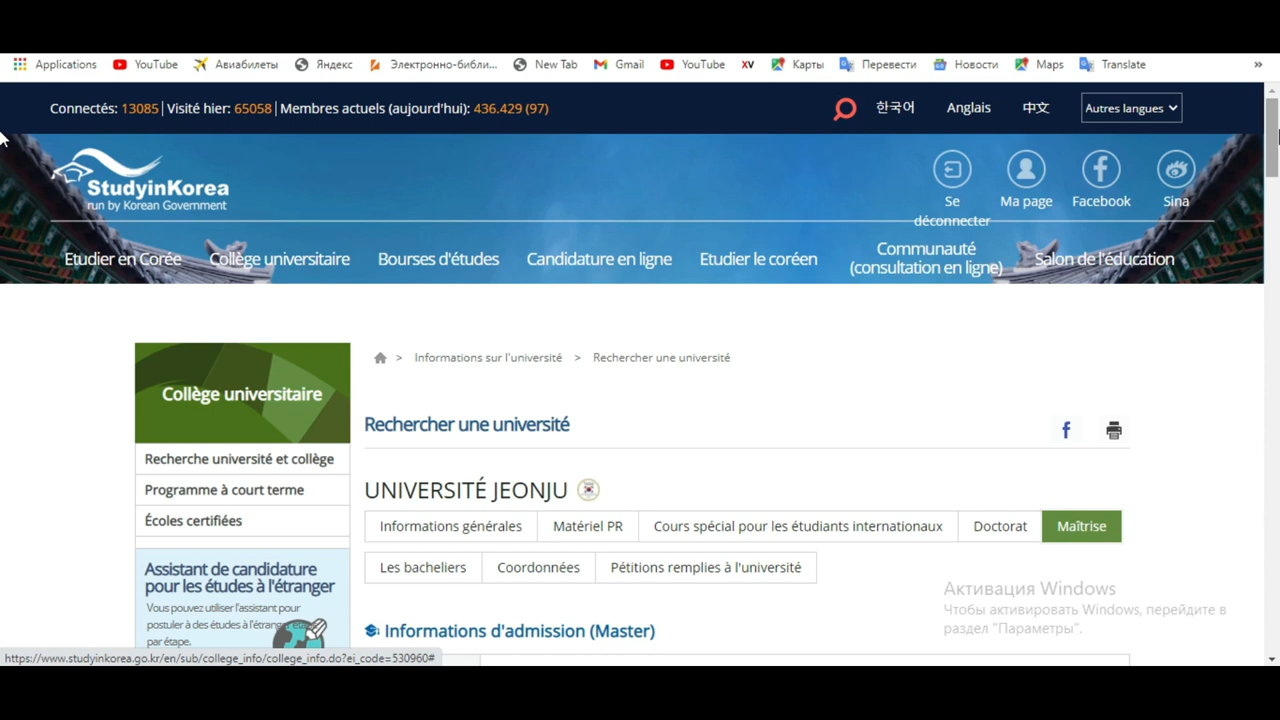 Applications YouTube Авиабилеты Яндекс Электронно-библи... New Tab Gmail YouTube XV Карты Перевести Новости Maps Translate »
Connectés: 13085 | Visité hier: 65058 | Membres actuels (aujourd'hui): 436.429 (97) 한국어 Anglais 中文 Autres langues
StudyinKorea
run by Korean Government
Se déconnecter
Ma page
Facebook
Sina
Etudier en Corée Collège universitaire Bourses d'études Candidature en ligne Etudier le coréen Communauté (consultation en ligne) Salon de l'éducation
Collège universitaire
Recherche université et collège
Programme à court terme
Écoles certifiées
Assistant de candidature
pour les études à l'étranger
Vous pouvez utiliser l'assistant pour
postuler à des études à l'étranger étape
par étape.
> Informations sur l'université > Rechercher une université
Rechercher une université
UNIVERSITÉ JEONJU
Informations générales Matériel PR Cours spécial pour les étudiants internationaux Doctorat Maîtrise
Les bacheliers Coordonnées Pétitions remplies à l'université
Informations d'admission (Master)
Активация Windows
Чтобы активировать Windows, перейдите в
раздел "Параметры".
https://www.studyinkorea.go.kr/en/sub/college_info/college_info.do?ei_code=530960#